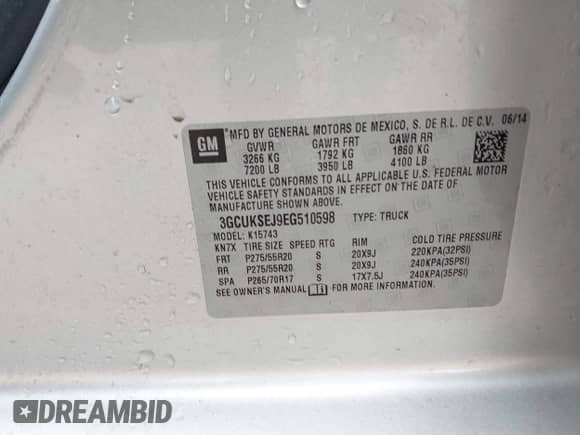 GM
MFD BY GENERAL MOTORS DE MEXICO, S. DE R.L. DE C.V. 06/14
GVWR GAWR FRT GAWR RR
3266 KG 1792 KG 1860 KG
7200 LB 3950 LB 4100 LB
THIS VEHICLE CONFORMS TO ALL APPLICABLE U.S. FEDERAL MOTOR
VEHICLE SAFETY STANDARDS IN EFFECT ON THE DATE OF
MANUFACTURE SHOWN ABOVE.
3GCUKSEJ9EG510598 TYPE: TRUCK
MODEL: K15743
KN7X TIRE SIZE SPEED RTG RIM COLD TIRE PRESSURE
FRT P275/55R20 S 20X9J 220KPA(32PSI)
RR P275/55R20 S 20X9J 240KPA(35PSI)
SPA P265/70R17 S 17X7.5J 240KPA(35PSI)
SEE OWNER'S MANUAL FOR MORE INFORMATION.
DREAMBID